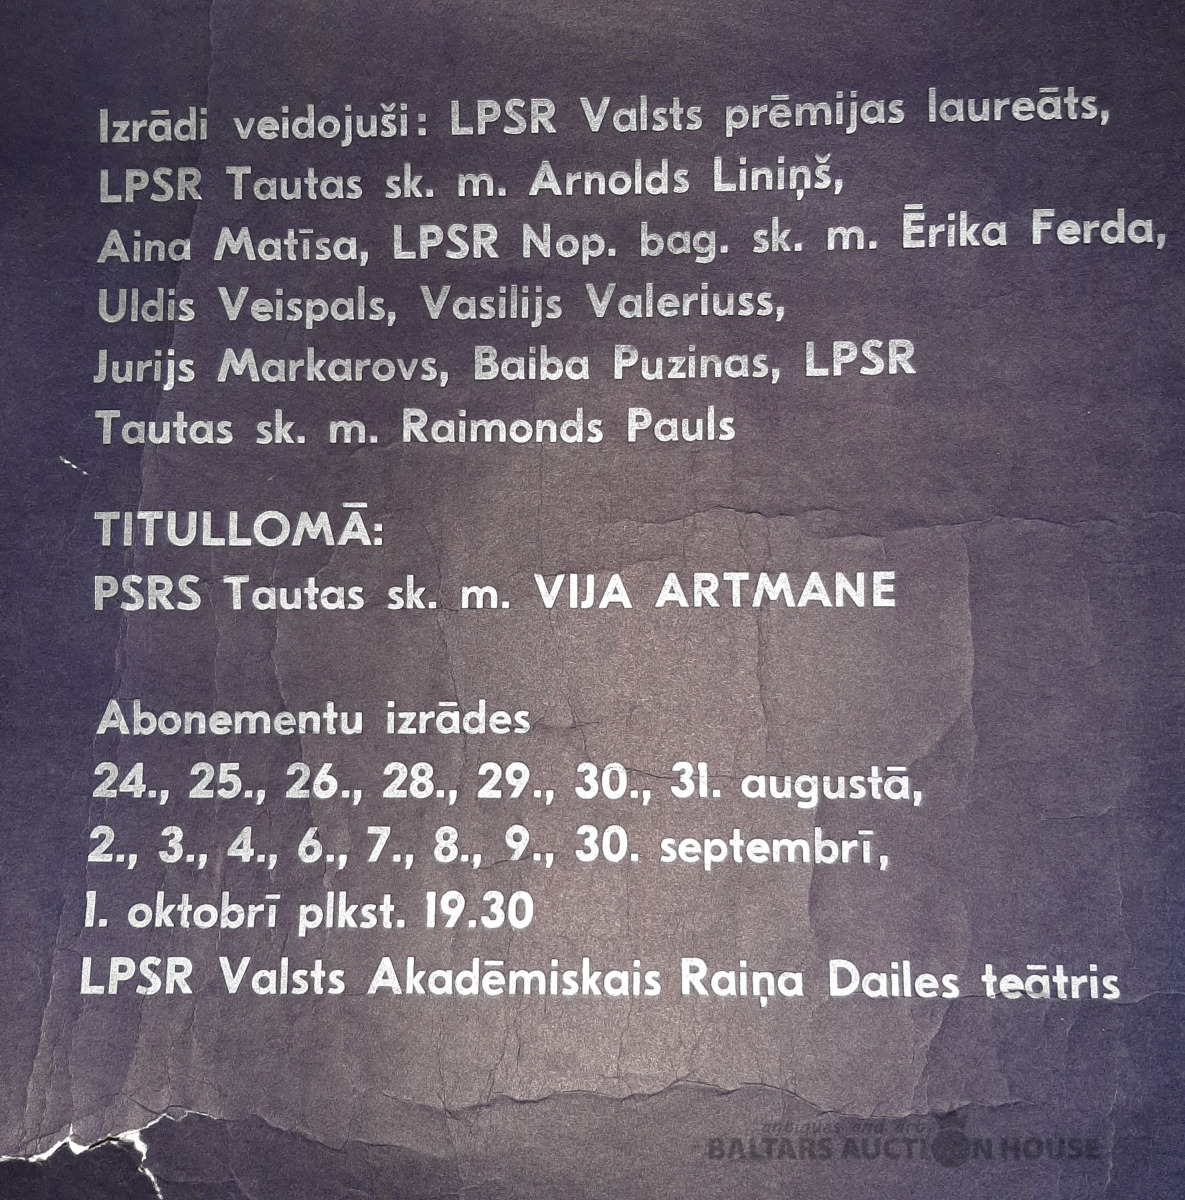 Izrādi veidojuši: LPSR Valsts prēmijas laureāts,
LPSR Tautas sk. m. Arnolds Liniņš,
Aina Matīsa, LPSR Nop. bag. sk. m. Ērika Ferda,
Uldis Veispals, Vasilijs Valeriuss,
Jurijs Markarovs, Baiba Puzinas, LPSR
Tautas sk. m. Raimonds Pauls
TITULLOMĀ:
PSRS Tautas sk. m. VIJA ARTMANE
Abonementu izrādes
24., 25., 26., 28., 29., 30., 31. augustā,
2., 3., 4., 6., 7., 8., 9., 30. septembrī,
1. oktobrī plkst. 19.30
LPSR Valsts Akadēmiskais Raiņa Dailes teātris
antiques and art
BALTARS AUCTION HOUSE